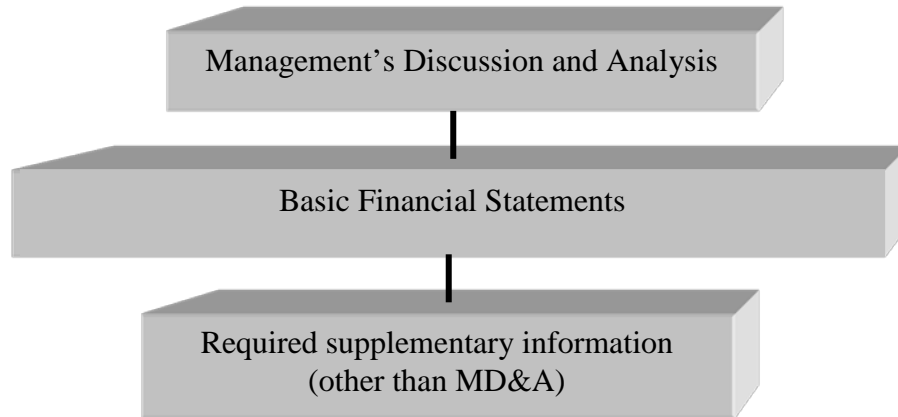 Management’s Discussion and Analysis
Basic Financial Statements
Required supplementary information
(other than MD&A)